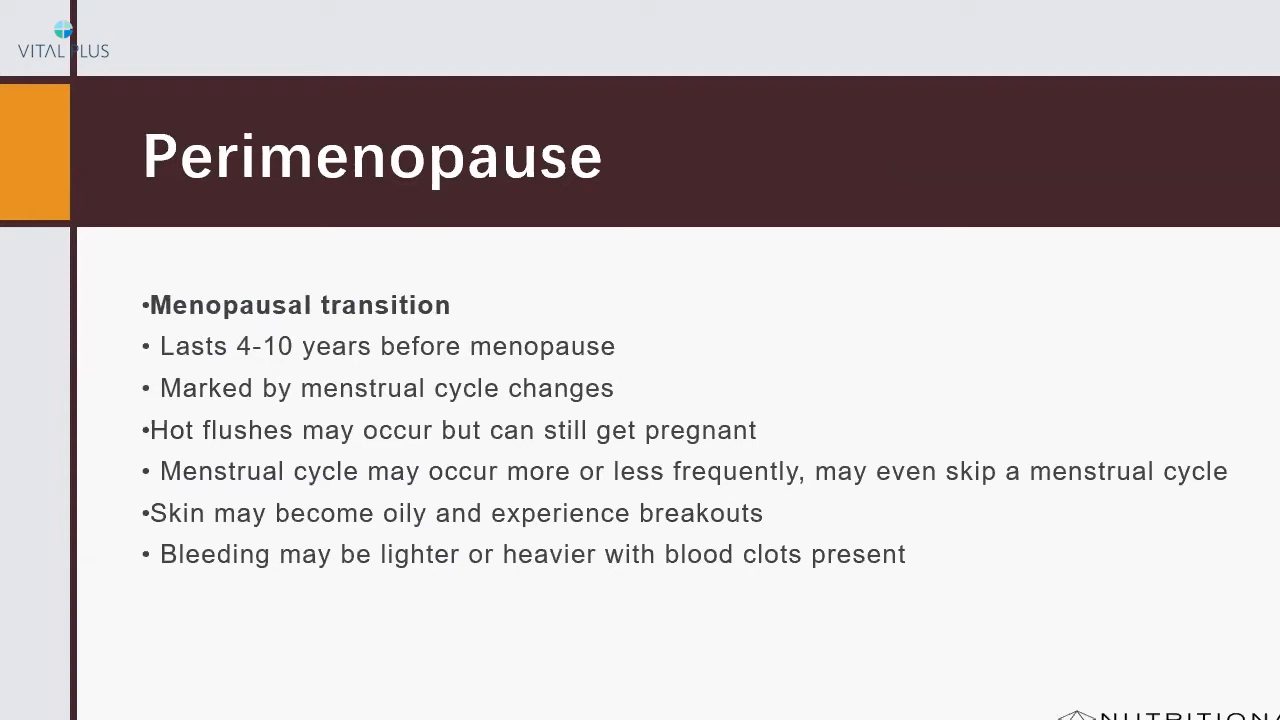 VITAL PLUS
Perimenopause
•Menopausal transition
• Lasts 4-10 years before menopause
• Marked by menstrual cycle changes
•Hot flushes may occur but can still get pregnant
• Menstrual cycle may occur more or less frequently, may even skip a menstrual cycle
•Skin may become oily and experience breakouts
• Bleeding may be lighter or heavier with blood clots present